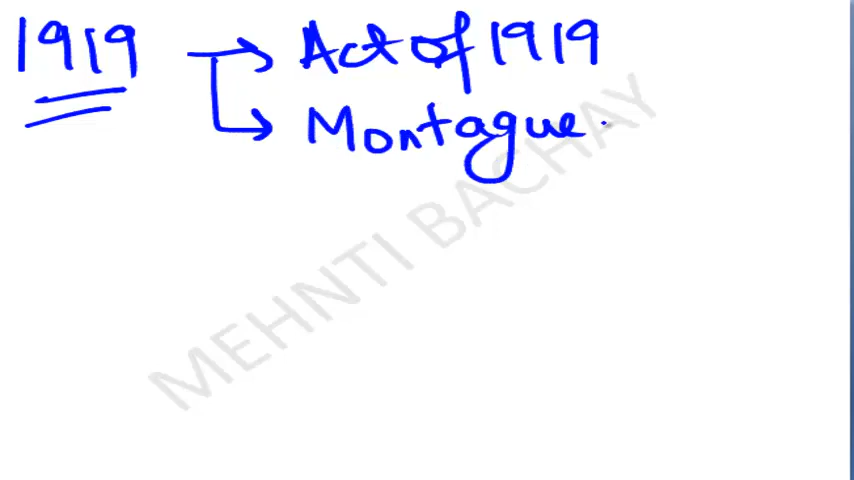 1919 → Act of 1919
→ Montague.
MEHNTI BACHAY